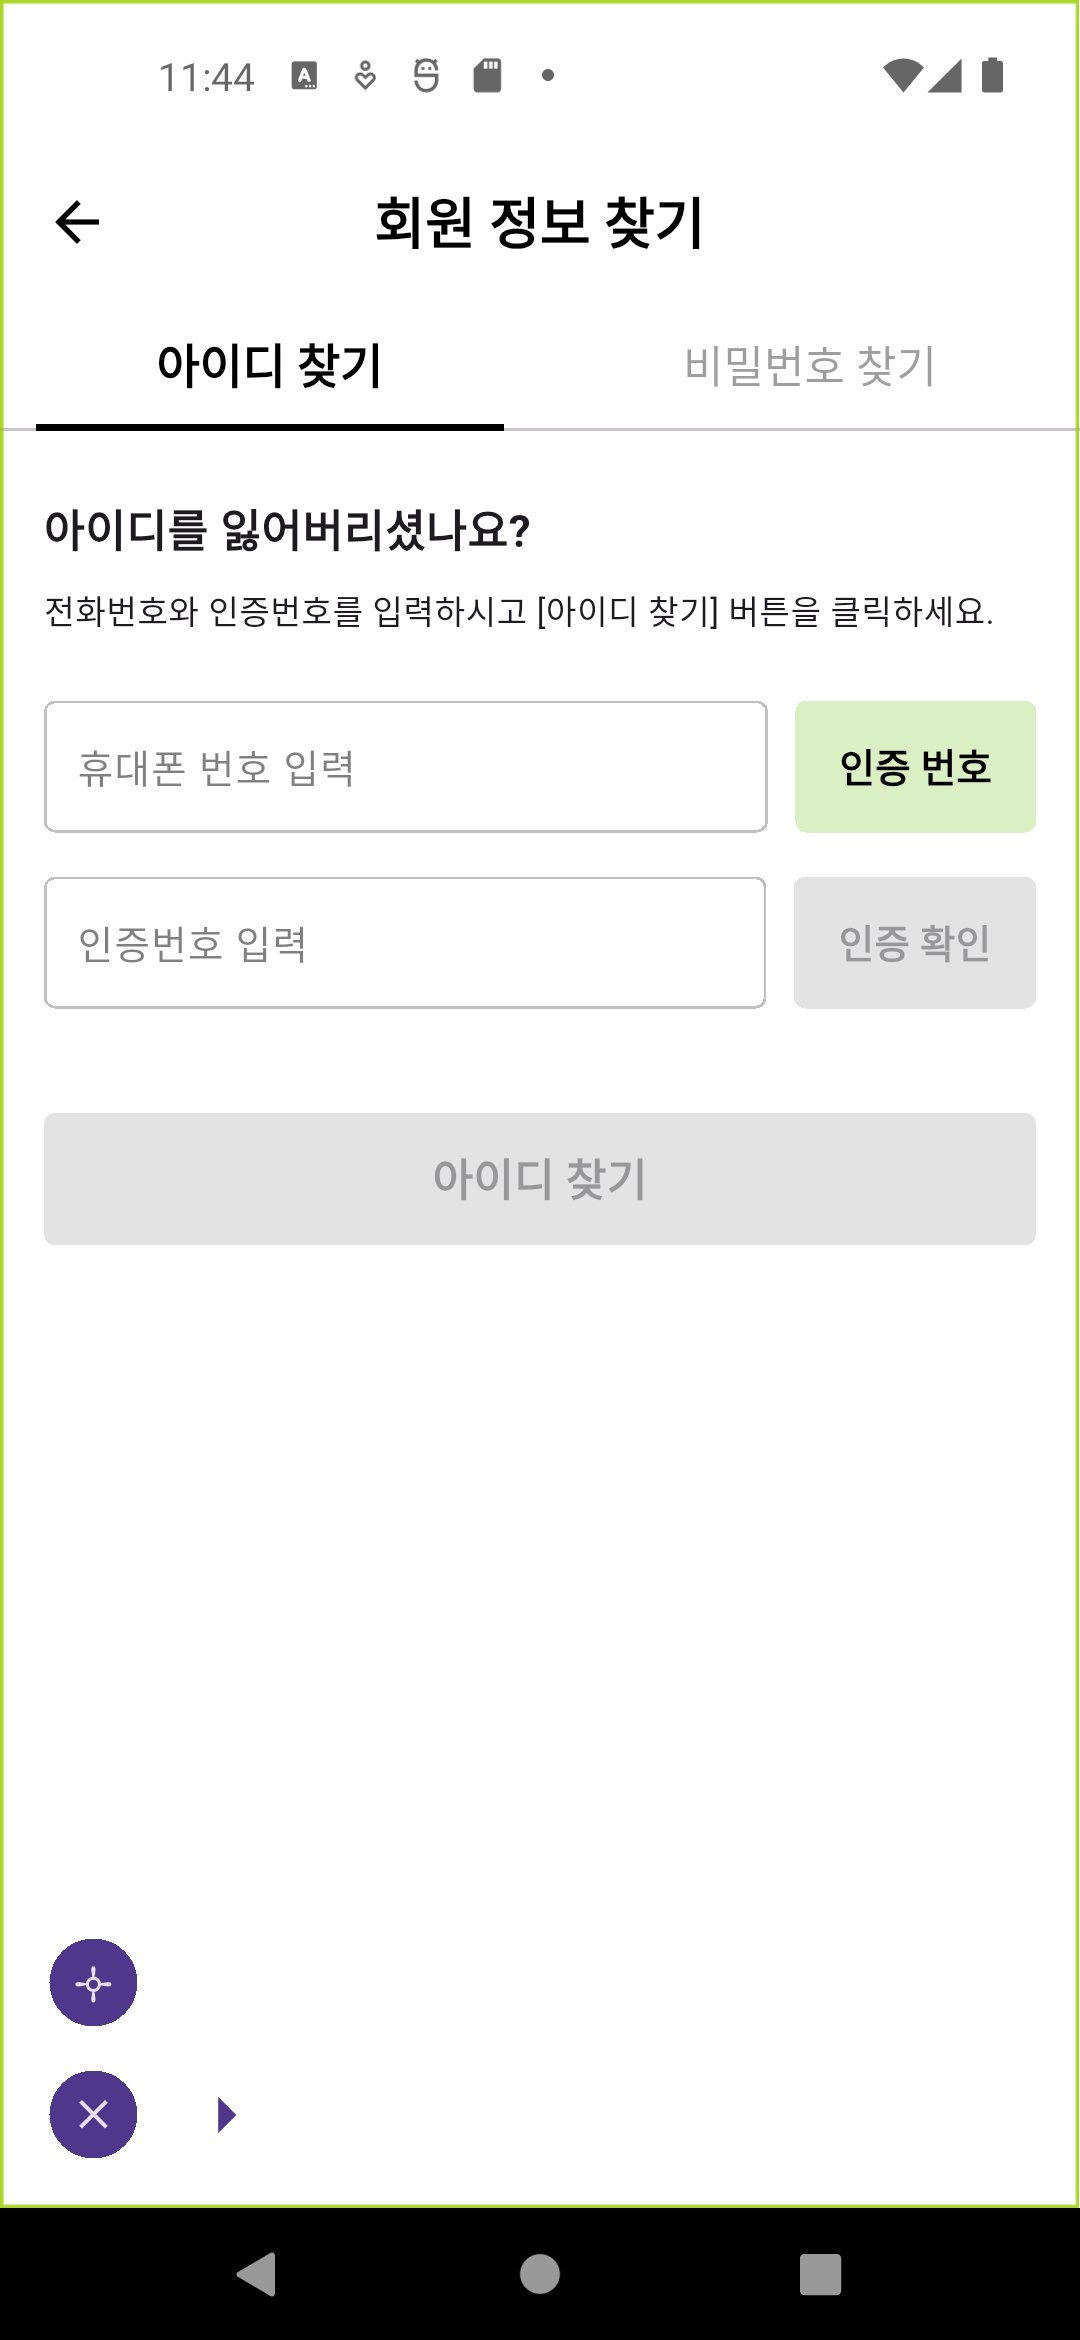 11:44
회원 정보 찾기
아이디 찾기
비밀번호 찾기
아이디를 잃어버리셨나요?
전화번호와 인증번호를 입력하시고 [아이디 찾기] 버튼을 클릭하세요.
휴대폰 번호 입력
인증 번호
인증번호 입력
인증 확인
아이디 찾기